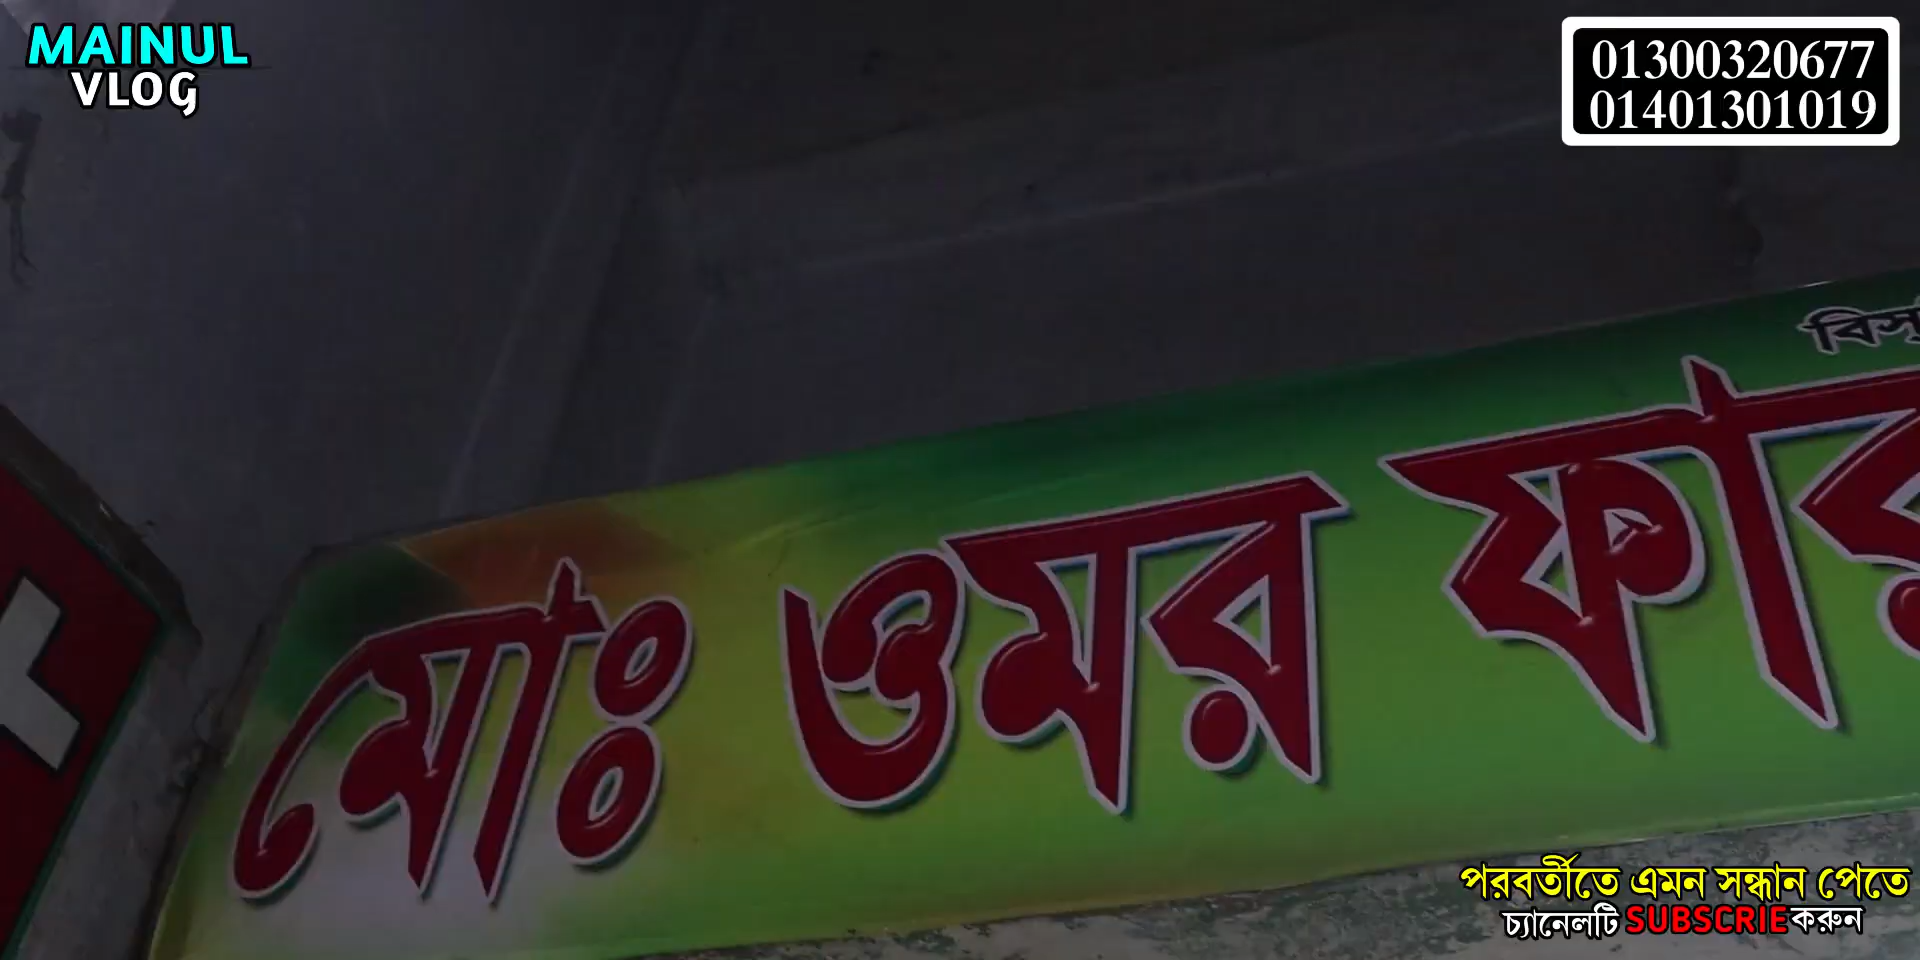 MAINUL
VLOG
01300320677
01401301019
মোঃ ওমর
পরবর্তীতে এমন সন্ধান পেতে
চ্যানেলটি SUBSCRIE করুন